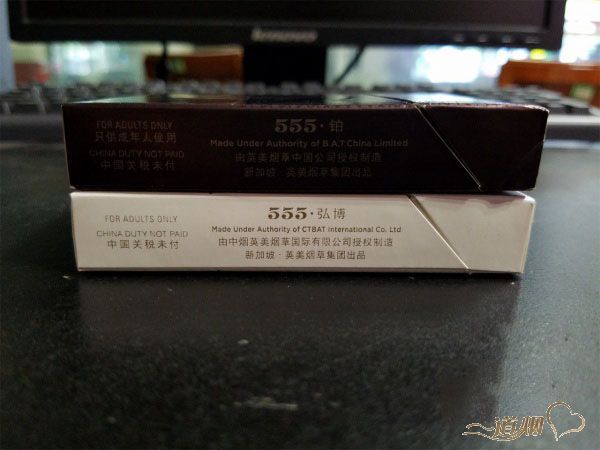 lenovo
555·铂
FOR ADULTS ONLY
只供成年人使用
CHINA DUTY NOT PAID
中国关税未付
Made Under Authority of B.A.T.China Limited
由英美烟草中国公司授权制造
新加坡·英美烟草集团出品
555·弘博
FOR ADULTS ONLY
CHINA DUTY NOT PAID
中国关税未付
Made Under Authority of CTBAT International Co. Ltd
由中烟英美烟草国际有限公司授权制造
新加坡·英美烟草集团出品
一道烟